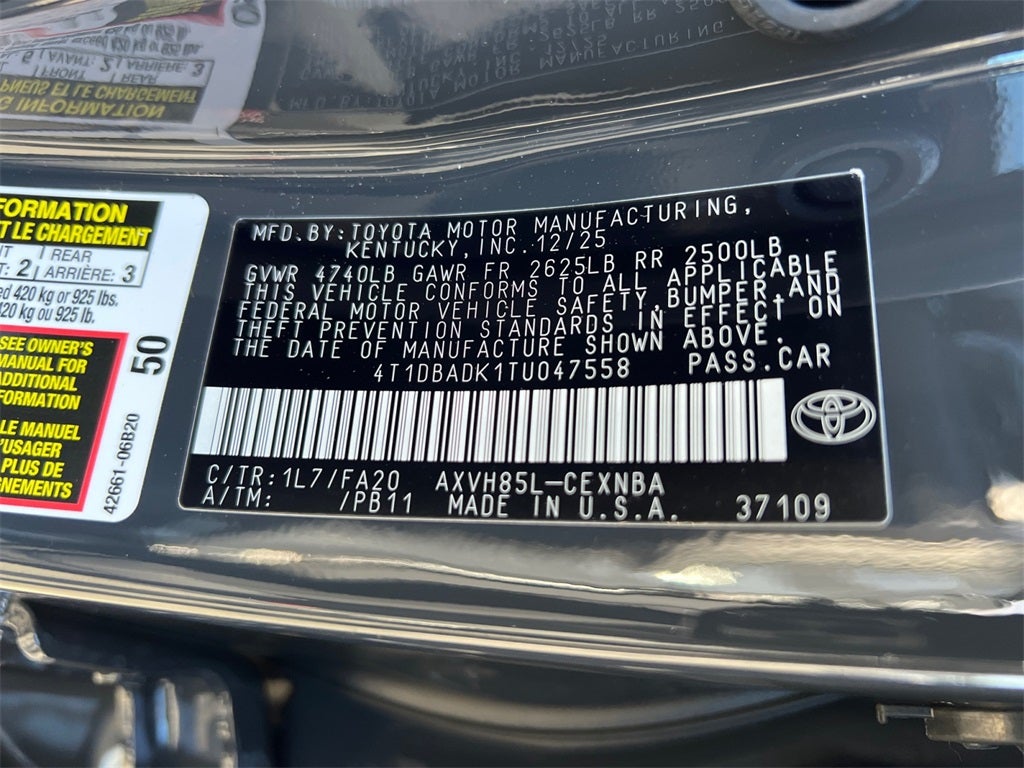 FORMATION
ET LE CHARGEMENT
REAR
2 ARRIÈRE: 3
420 kg or 925 lbs.
420 kg ou 925 lb.
SEE OWNER'S
MANUAL FOR
ADDITIONAL
FORMATION
LE MANUEL
D'USAGER
PLUS DE
50
42661-06B20
MFD. BY: TOYOTA MOTOR MANUFACTURING,
KENTUCKY, INC. 12/25
GVWR 4740LB GAWR FR 2625LB RR 2500LB
THIS VEHICLE CONFORMS TO ALL APPLICABLE
FEDERAL MOTOR VEHICLE SAFETY, BUMPER AND
THEFT PREVENTION STANDARDS IN EFFECT ON
THE DATE OF MANUFACTURE SHOWN ABOVE.
4T1DBADK1TU047558 PASS. CAR
C/TR: 1L7/FA20 AXVH85L-CEXNBA
A/TM: /PB11 MADE IN U.S.A. 37109